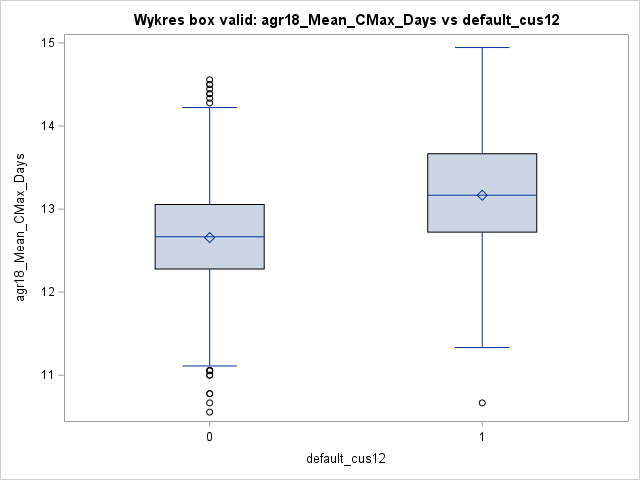 Wykres box valid: agr18_Mean_CMax_Days vs default_cus12
15
14
13
12
11
agr18_Mean_CMax_Days
0 1
default_cus12